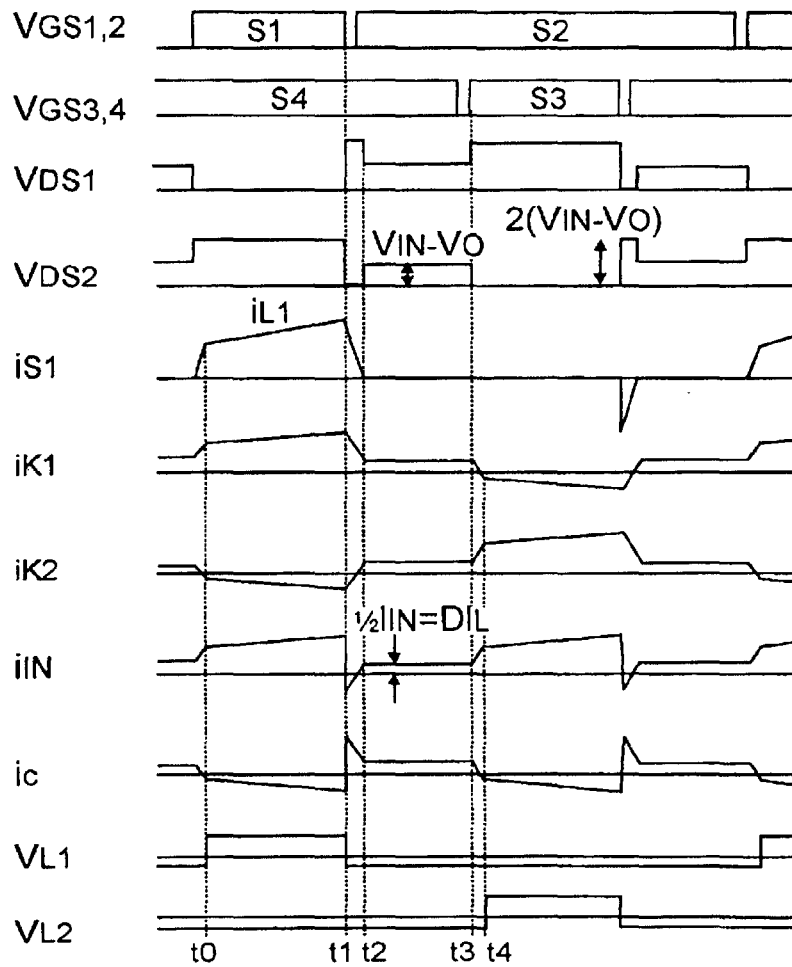 VGS1,2 S1 S2
VGS3,4 S4 S3
VDS1
VDS2 VIN-VO 2(VIN-VO)
iL1
iS1
iK1
iK2
½IIN=DIL
iIN
ic
VL1
VL2
t0 t1 t2 t3 t4